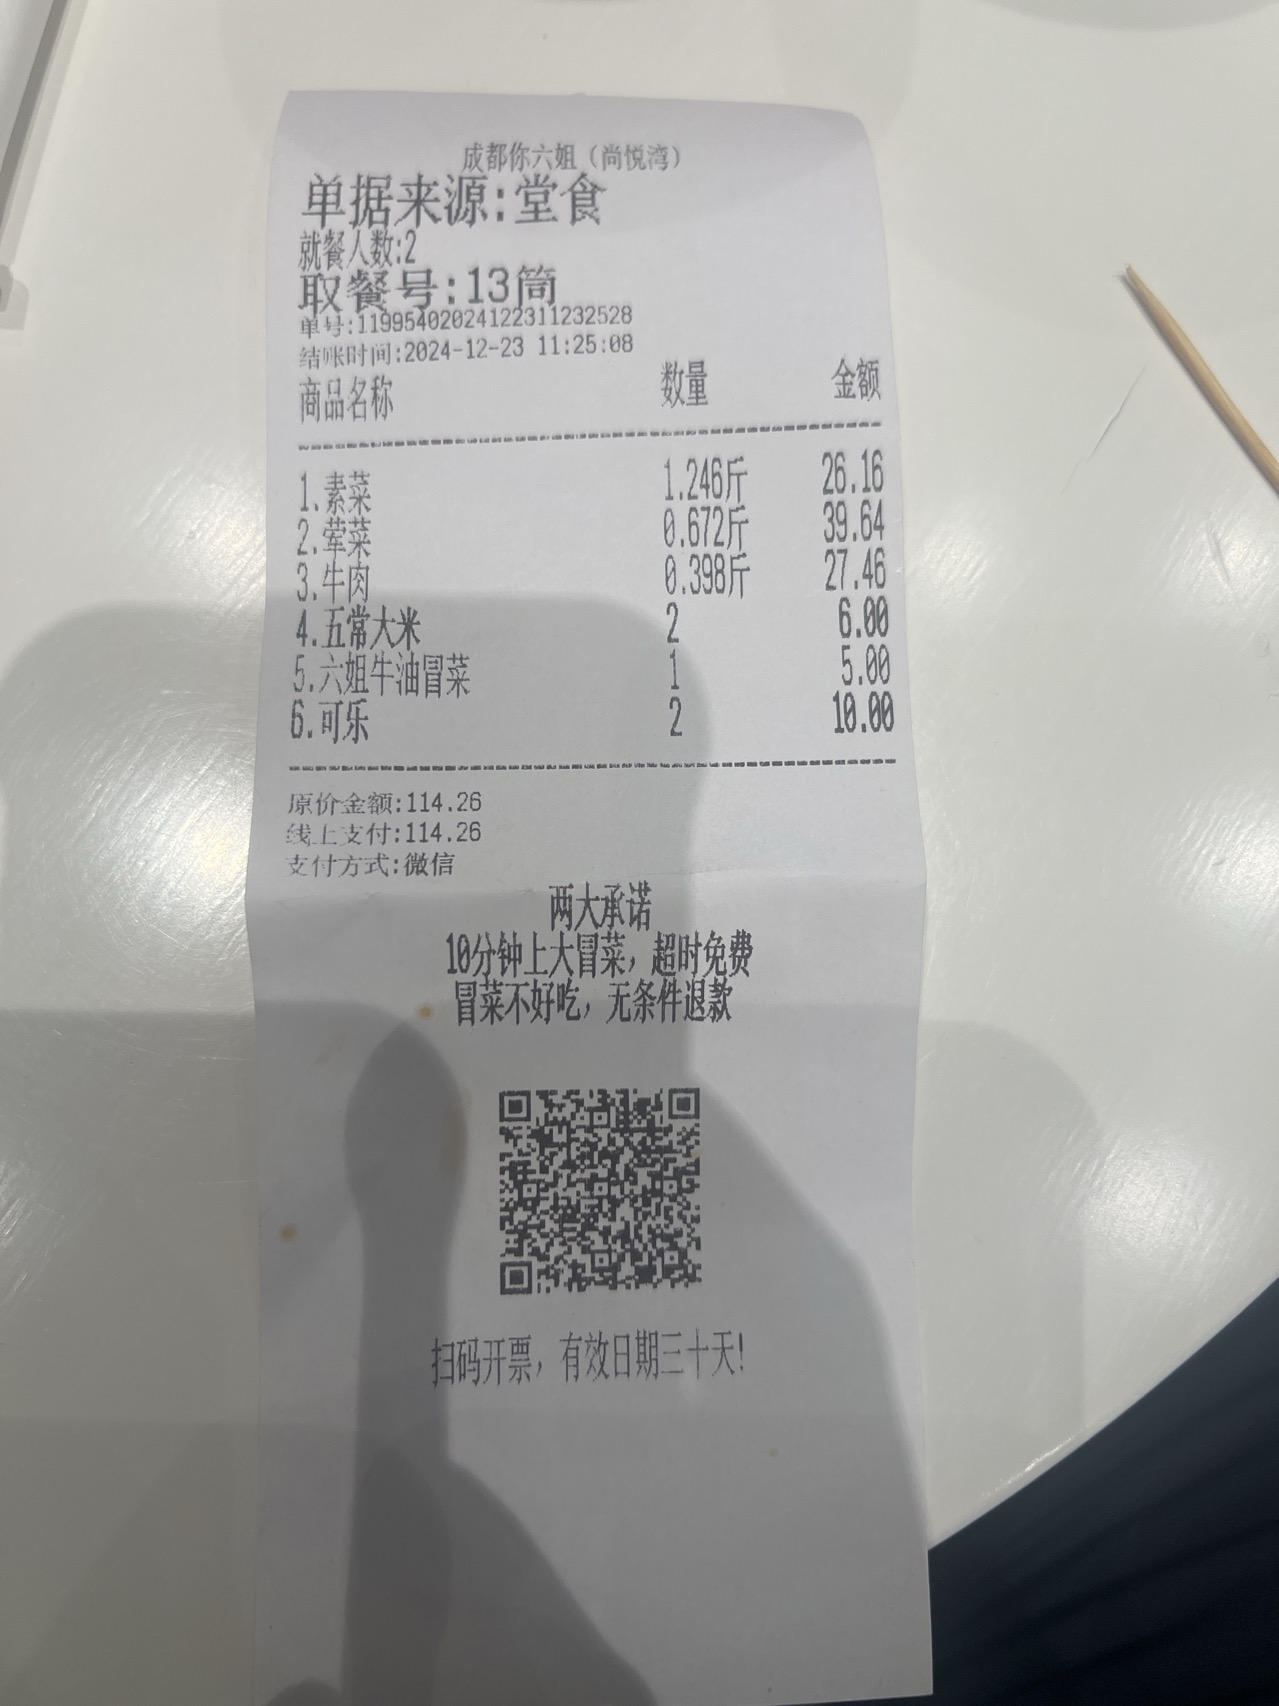 成都你六姐（尚悦湾）
单据来源:堂食
就餐人数:2
取餐号:13筒
单号:11995402024122311232528
结账时间:2024-12-23 11:25:08
商品名称 数量 金额
1.素菜 1.246斤 26.16
2.荤菜 0.672斤 39.64
3.牛肉 0.398斤 27.46
4.五常大米 2 6.00
5.六姐牛油冒菜 1 5.00
6.可乐 2 10.00
原价金额:114.26
线上支付:114.26
支付方式:微信
两大承诺
10分钟上大冒菜，超时免费
冒菜不好吃，无条件退款
扫码开票，有效日期三十天!